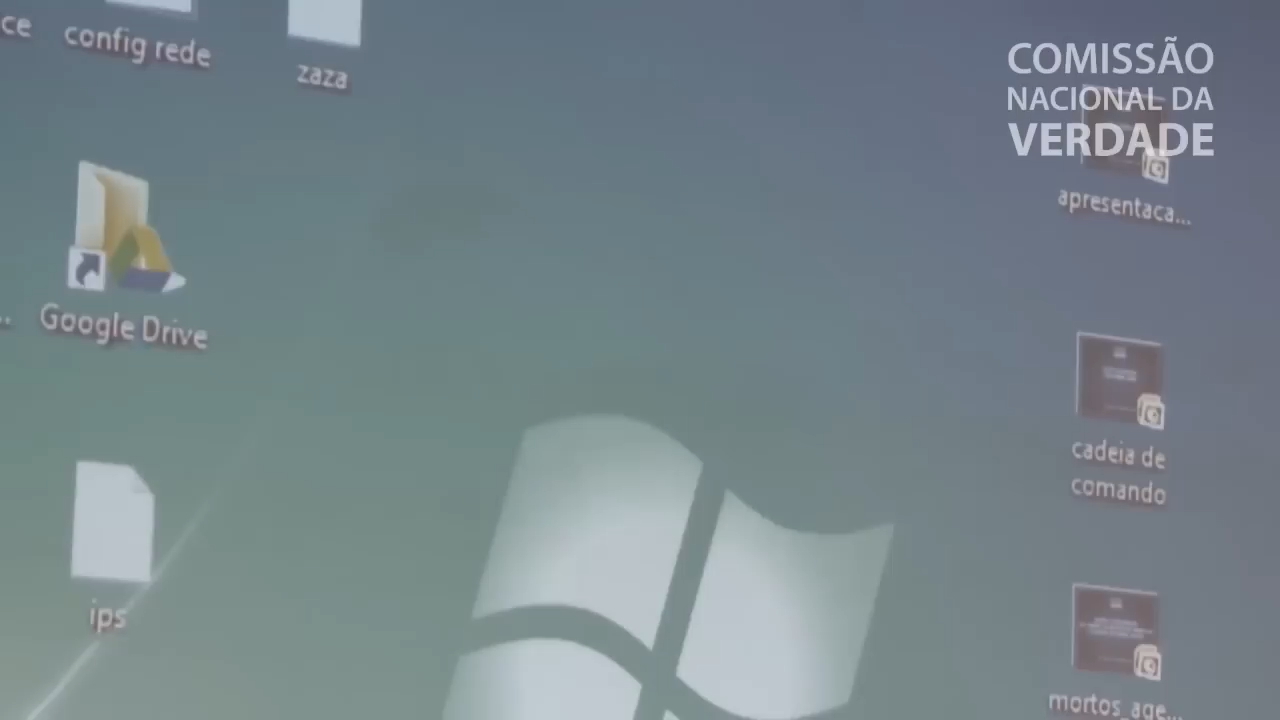 ce
config rede
zaza
COMISSÃO
NACIONAL DA
VERDADE
apresentaca...
Google Drive
cadeia de
comando
ips
mortos_age...